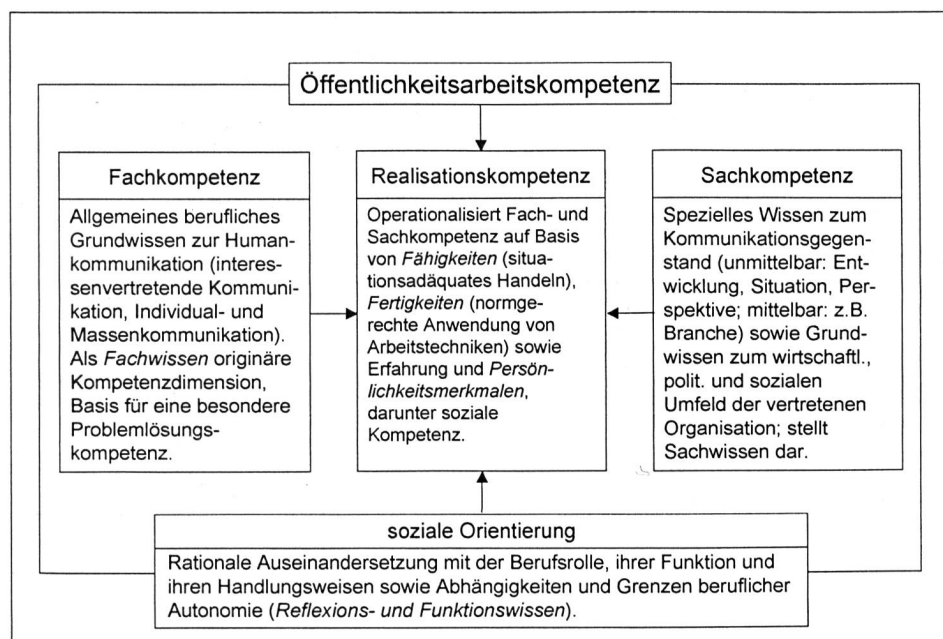 Öffentlichkeitsarbeitskompetenz
Fachkompetenz
Allgemeines berufliches
Grundwissen zur Human-
kommunikation (interes-
senvertretende Kommuni-
kation, Individual- und
Massenkommunikation).
Als Fachwissen originäre
Kompetenzdimension,
Basis für eine besondere
Problemlösungs-
kompetenz.
Realisationskompetenz
Operationalisiert Fach- und
Sachkompetenz auf Basis
von Fähigkeiten (situ-
ationsadäquates Handeln),
Fertigkeiten (normge-
rechte Anwendung von
Arbeitstechniken) sowie
Erfahrung und Persön-
lichkeitsmerkmalen,
darunter soziale
Kompetenz.
Sachkompetenz
Spezielles Wissen zum
Kommunikationsgegen-
stand (unmittelbar: Ent-
wicklung, Situation, Per-
spektive; mittelbar: z.B.
Branche) sowie Grund-
wissen zum wirtschaftl.,
polit. und sozialen
Umfeld der vertretenen
Organisation; stellt
Sachwissen dar.
soziale Orientierung
Rationale Auseinandersetzung mit der Berufsrolle, ihrer Funktion und
ihren Handlungsweisen sowie Abhängigkeiten und Grenzen beruflicher
Autonomie (Reflexions- und Funktionswissen).